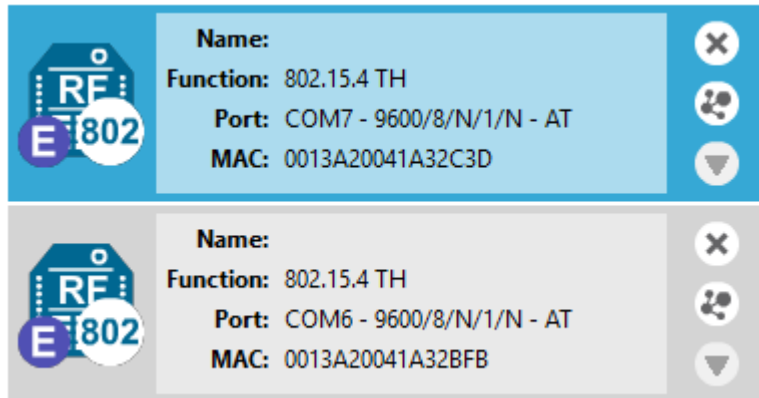 RF
E 802
Name:
Function: 802.15.4 TH
Port: COM7 - 9600/8/N/1/N - AT
MAC: 0013A20041A32C3D
RF
E 802
Name:
Function: 802.15.4 TH
Port: COM6 - 9600/8/N/1/N - AT
MAC: 0013A20041A32BFB